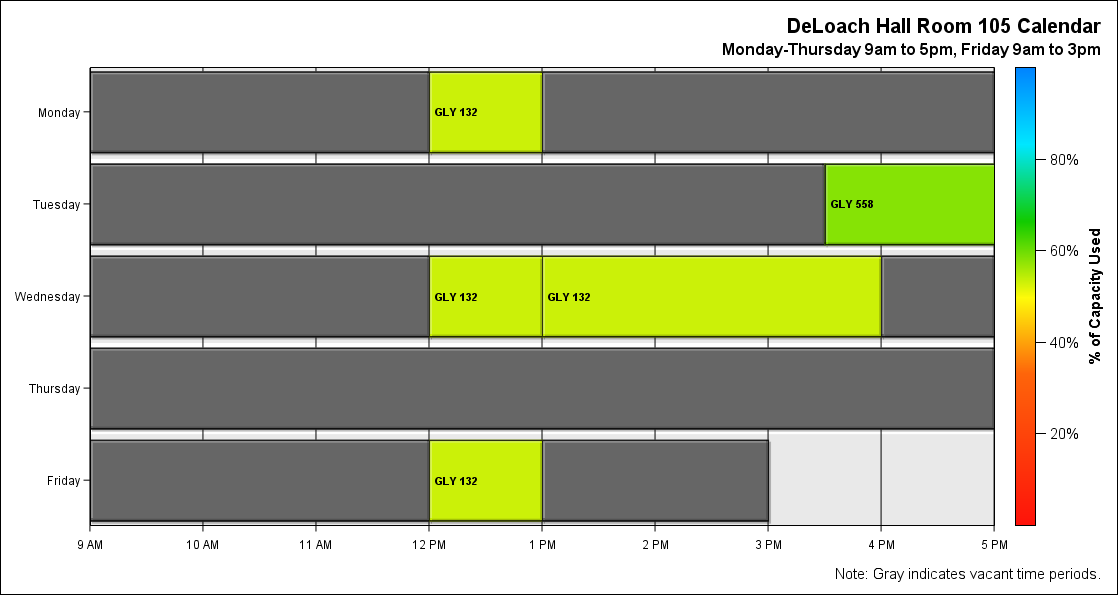 DeLoach Hall Room 105 Calendar
Monday-Thursday 9am to 5pm, Friday 9am to 3pm
Monday
GLY 132
Tuesday
GLY 558
Wednesday
GLY 132
GLY 132
Thursday
Friday
GLY 132
9 AM
10 AM
11 AM
12 PM
1 PM
2 PM
3 PM
4 PM
5 PM
80%
60%
40%
20%
% of Capacity Used
Note: Gray indicates vacant time periods.